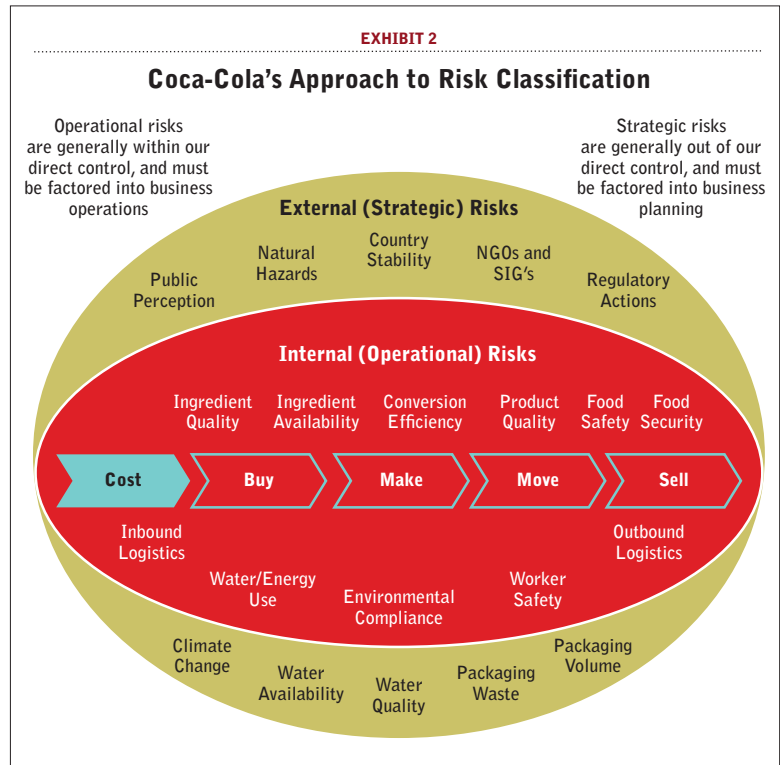 EXHIBIT 2
Coca-Cola's Approach to Risk Classification
Operational risks
are generally within our
direct control, and must
be factored into business
operations
Strategic risks
are generally out of our
direct control, and must
be factored into business
planning
External (Strategic) Risks
Public
Perception
Natural
Hazards
Country
Stability
NGOs and
SIG's
Regulatory
Actions
Internal (Operational) Risks
Ingredient
Quality
Ingredient
Availability
Conversion
Efficiency
Product
Quality
Food
Safety
Food
Security
Cost
Buy
Make
Move
Sell
Inbound
Logistics
Water/Energy
Use
Environmental
Compliance
Worker
Safety
Outbound
Logistics
Climate
Change
Water
Availability
Water
Quality
Packaging
Waste
Packaging
Volume